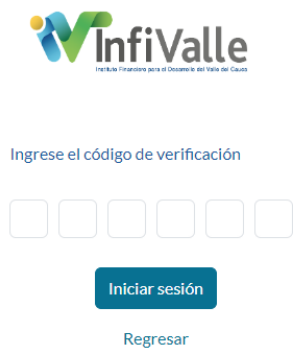 InfiValle
Instituto Financiero para el Desarrollo del Valle del Cauca
Ingrese el código de verificación
Iniciar sesión
Regresar